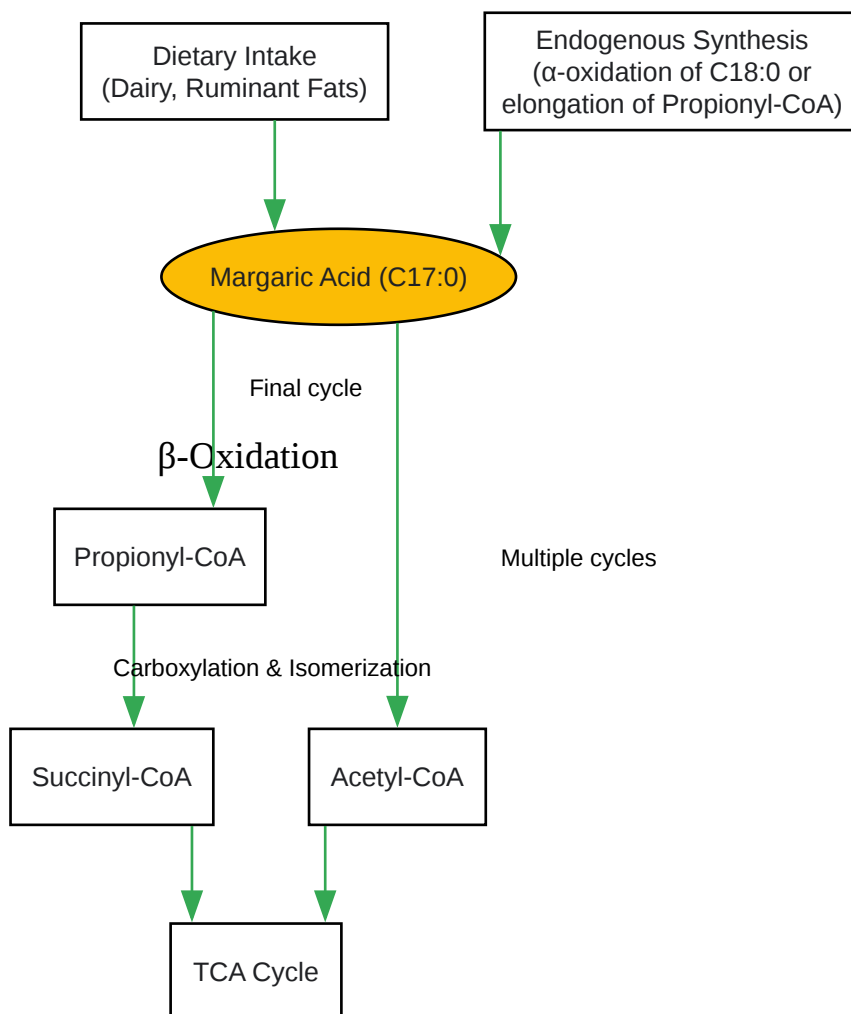 Dietary Intake
(Dairy, Ruminant Fats)
Endogenous Synthesis
(α-oxidation of C18:0 or
elongation of Propionyl-CoA)
Margaric Acid (C17:0)
Final cycle
β-Oxidation
Propionyl-CoA
Multiple cycles
Carboxylation & Isomerization
Succinyl-CoA
Acetyl-CoA
TCA Cycle